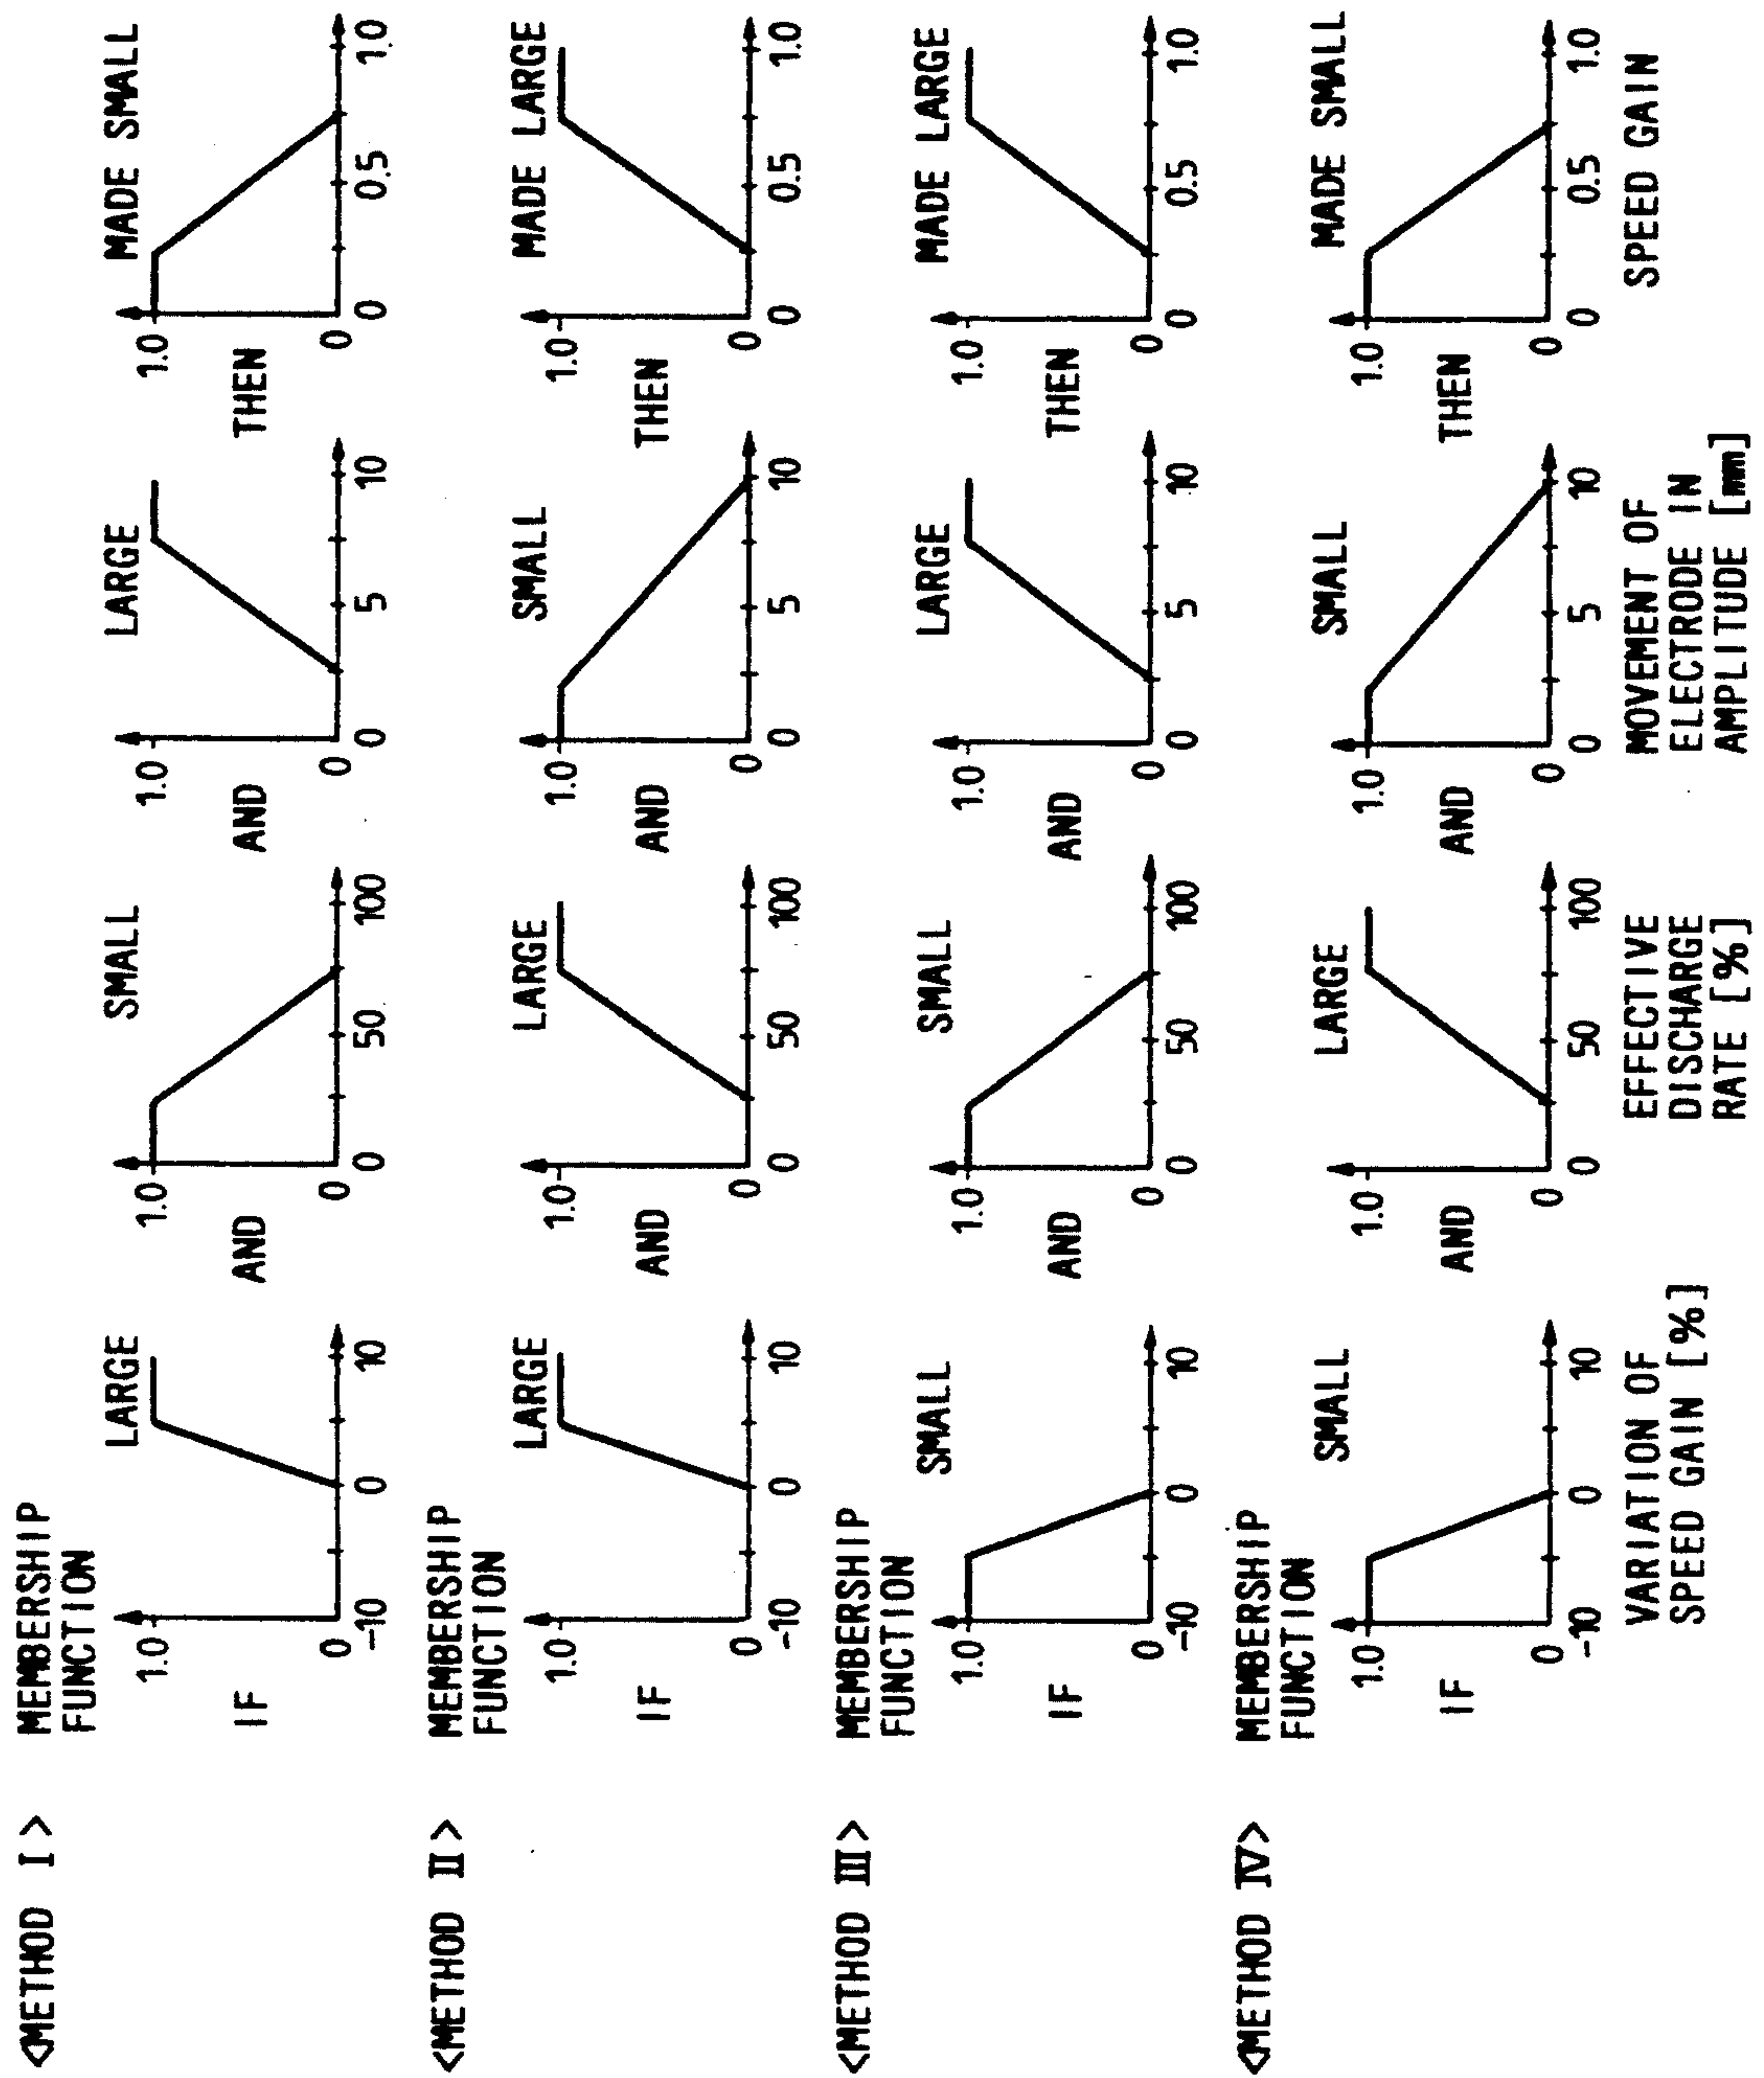 <METHOD I>
MEMBERSHIP
FUNCTION
IF
1.0
0
-10
0
10
LARGE
AND
1.0
0
0
50
100
SMALL
AND
1.0
0
0
5
10
LARGE
THEN
1.0
0
0
0.5
1.0
MADE SMALL
<METHOD II>
MEMBERSHIP
FUNCTION
IF
1.0
0
-10
0
10
LARGE
AND
1.0
0
0
50
100
LARGE
AND
1.0
0
0
5
10
SMALL
THEN
1.0
0
0
0.5
1.0
MADE LARGE
<METHOD III>
MEMBERSHIP
FUNCTION
IF
1.0
0
-10
0
10
SMALL
AND
1.0
0
0
50
100
SMALL
AND
1.0
0
0
5
10
LARGE
THEN
1.0
0
0
0.5
1.0
MADE LARGE
<METHOD IV>
MEMBERSHIP
FUNCTION
IF
1.0
0
-10
0
10
SMALL
AND
1.0
0
0
50
100
LARGE
AND
1.0
0
0
5
10
SMALL
THEN
1.0
0
0
0.5
1.0
MADE SMALL
VARIATION OF
SPEED GAIN [%]
EFFECTIVE
DISCHARGE
RATE [%]
MOVEMENT OF
ELECTRODE IN
AMPLITUDE [mm]
SPEED GAIN